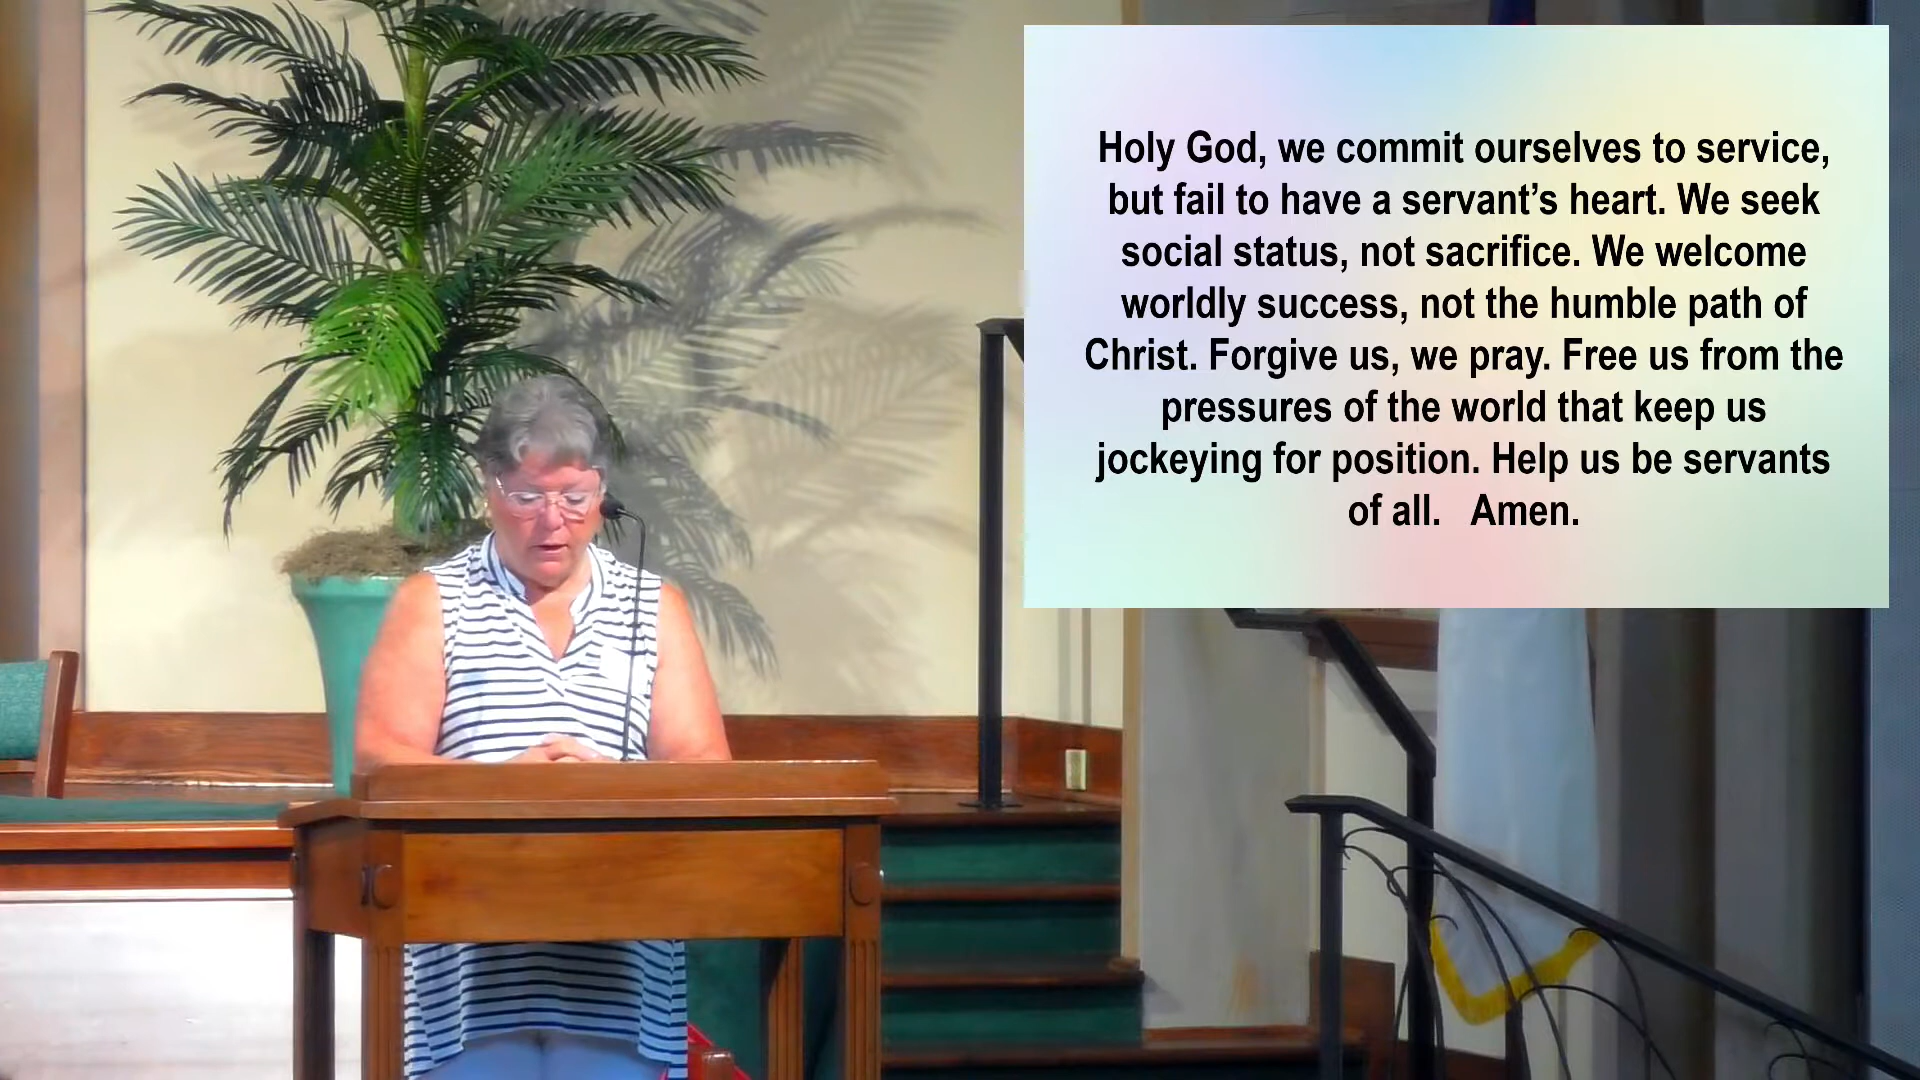 Holy God, we commit ourselves to service,
but fail to have a servant’s heart. We seek
social status, not sacrifice. We welcome
worldly success, not the humble path of
Christ. Forgive us, we pray. Free us from the
pressures of the world that keep us
jockeying for position. Help us be servants
of all.   Amen.